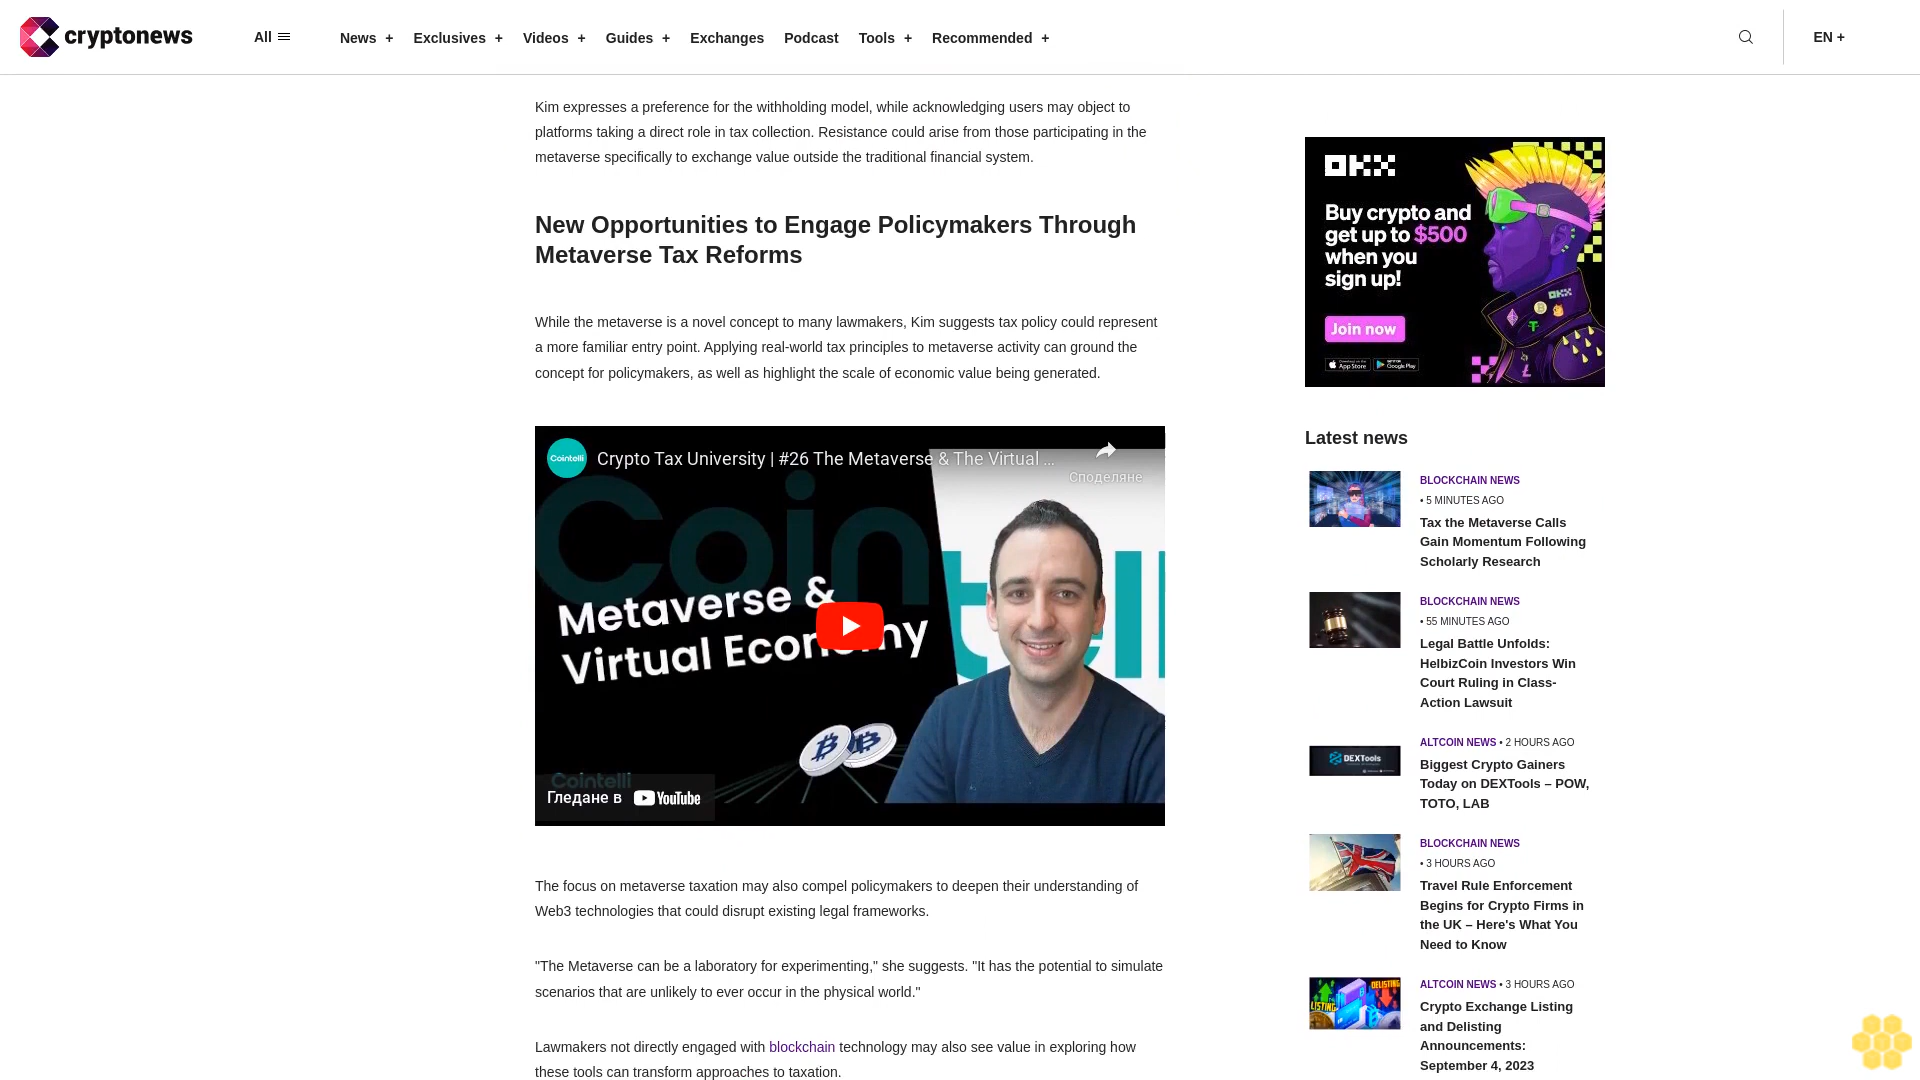 cryptonews
All
News +
Exclusives +
Videos +
Guides +
Exchanges
Podcast
Tools +
Recommended +
EN +
Kim expresses a preference for the withholding model, while acknowledging users may object to
platforms taking a direct role in tax collection. Resistance could arise from those participating in the
metaverse specifically to exchange value outside the traditional financial system.
New Opportunities to Engage Policymakers Through
Metaverse Tax Reforms
While the metaverse is a novel concept to many lawmakers, Kim suggests tax policy could represent
a more familiar entry point. Applying real-world tax principles to metaverse activity can ground the
concept for policymakers, as well as highlight the scale of economic value being generated.
Cointelli
Crypto Tax University | #26 The Metaverse & The Virtual ...
Споделяне
Metaverse &
Virtual Economy
Cointelli
Гледане в YouTube
The focus on metaverse taxation may also compel policymakers to deepen their understanding of
Web3 technologies that could disrupt existing legal frameworks.
"The Metaverse can be a laboratory for experimenting," she suggests. "It has the potential to simulate
scenarios that are unlikely to ever occur in the physical world."
Lawmakers not directly engaged with blockchain technology may also see value in exploring how
these tools can transform approaches to taxation.
OKX
Buy crypto and
get up to $500
when you
sign up!
Join now
App Store
Google Play
Latest news
BLOCKCHAIN NEWS
• 5 MINUTES AGO
Tax the Metaverse Calls
Gain Momentum Following
Scholarly Research
BLOCKCHAIN NEWS
• 55 MINUTES AGO
Legal Battle Unfolds:
HelbizCoin Investors Win
Court Ruling in Class-
Action Lawsuit
DEXTools
ALTCOIN NEWS • 2 HOURS AGO
Biggest Crypto Gainers
Today on DEXTools – POW,
TOTO, LAB
BLOCKCHAIN NEWS
• 3 HOURS AGO
Travel Rule Enforcement
Begins for Crypto Firms in
the UK – Here's What You
Need to Know
LISTING
DELISTING
ALTCOIN NEWS • 3 HOURS AGO
Crypto Exchange Listing
and Delisting
Announcements:
September 4, 2023